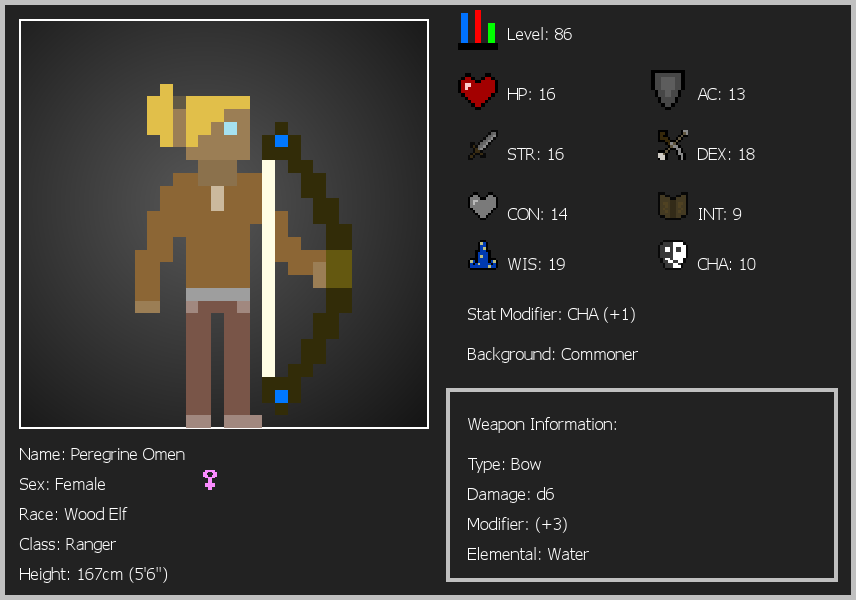 Level: 86
HP: 16
AC: 13
STR: 16
DEX: 18
CON: 14
INT: 9
WIS: 19
CHA: 10
Stat Modifier: CHA (+1)
Background: Commoner
Weapon Information:
Type: Bow
Damage: d6
Modifier: (+3)
Elemental: Water
Name: Peregrine Omen
Sex: Female
Race: Wood Elf
Class: Ranger
Height: 167cm (5'6")